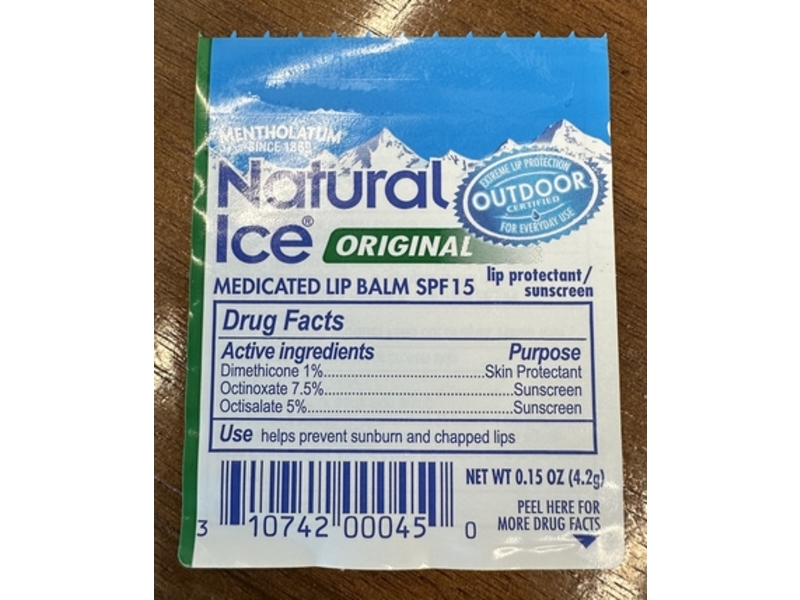 MENTHOLATUM
SINCE 1889
Natural
Ice®
ORIGINAL
EXTREME LIP PROTECTION
OUTDOOR
CERTIFIED
FOR EVERYDAY USE
MEDICATED LIP BALM SPF 15
lip protectant/
sunscreen
Drug Facts
Active ingredients Purpose
Dimethicone 1%..............................Skin Protectant
Octinoxate 7.5%....................................Sunscreen
Octisalate 5%.......................................Sunscreen
Use helps prevent sunburn and chapped lips
NET WT 0.15 OZ (4.2g)
PEEL HERE FOR
MORE DRUG FACTS
3 10742 00045 0